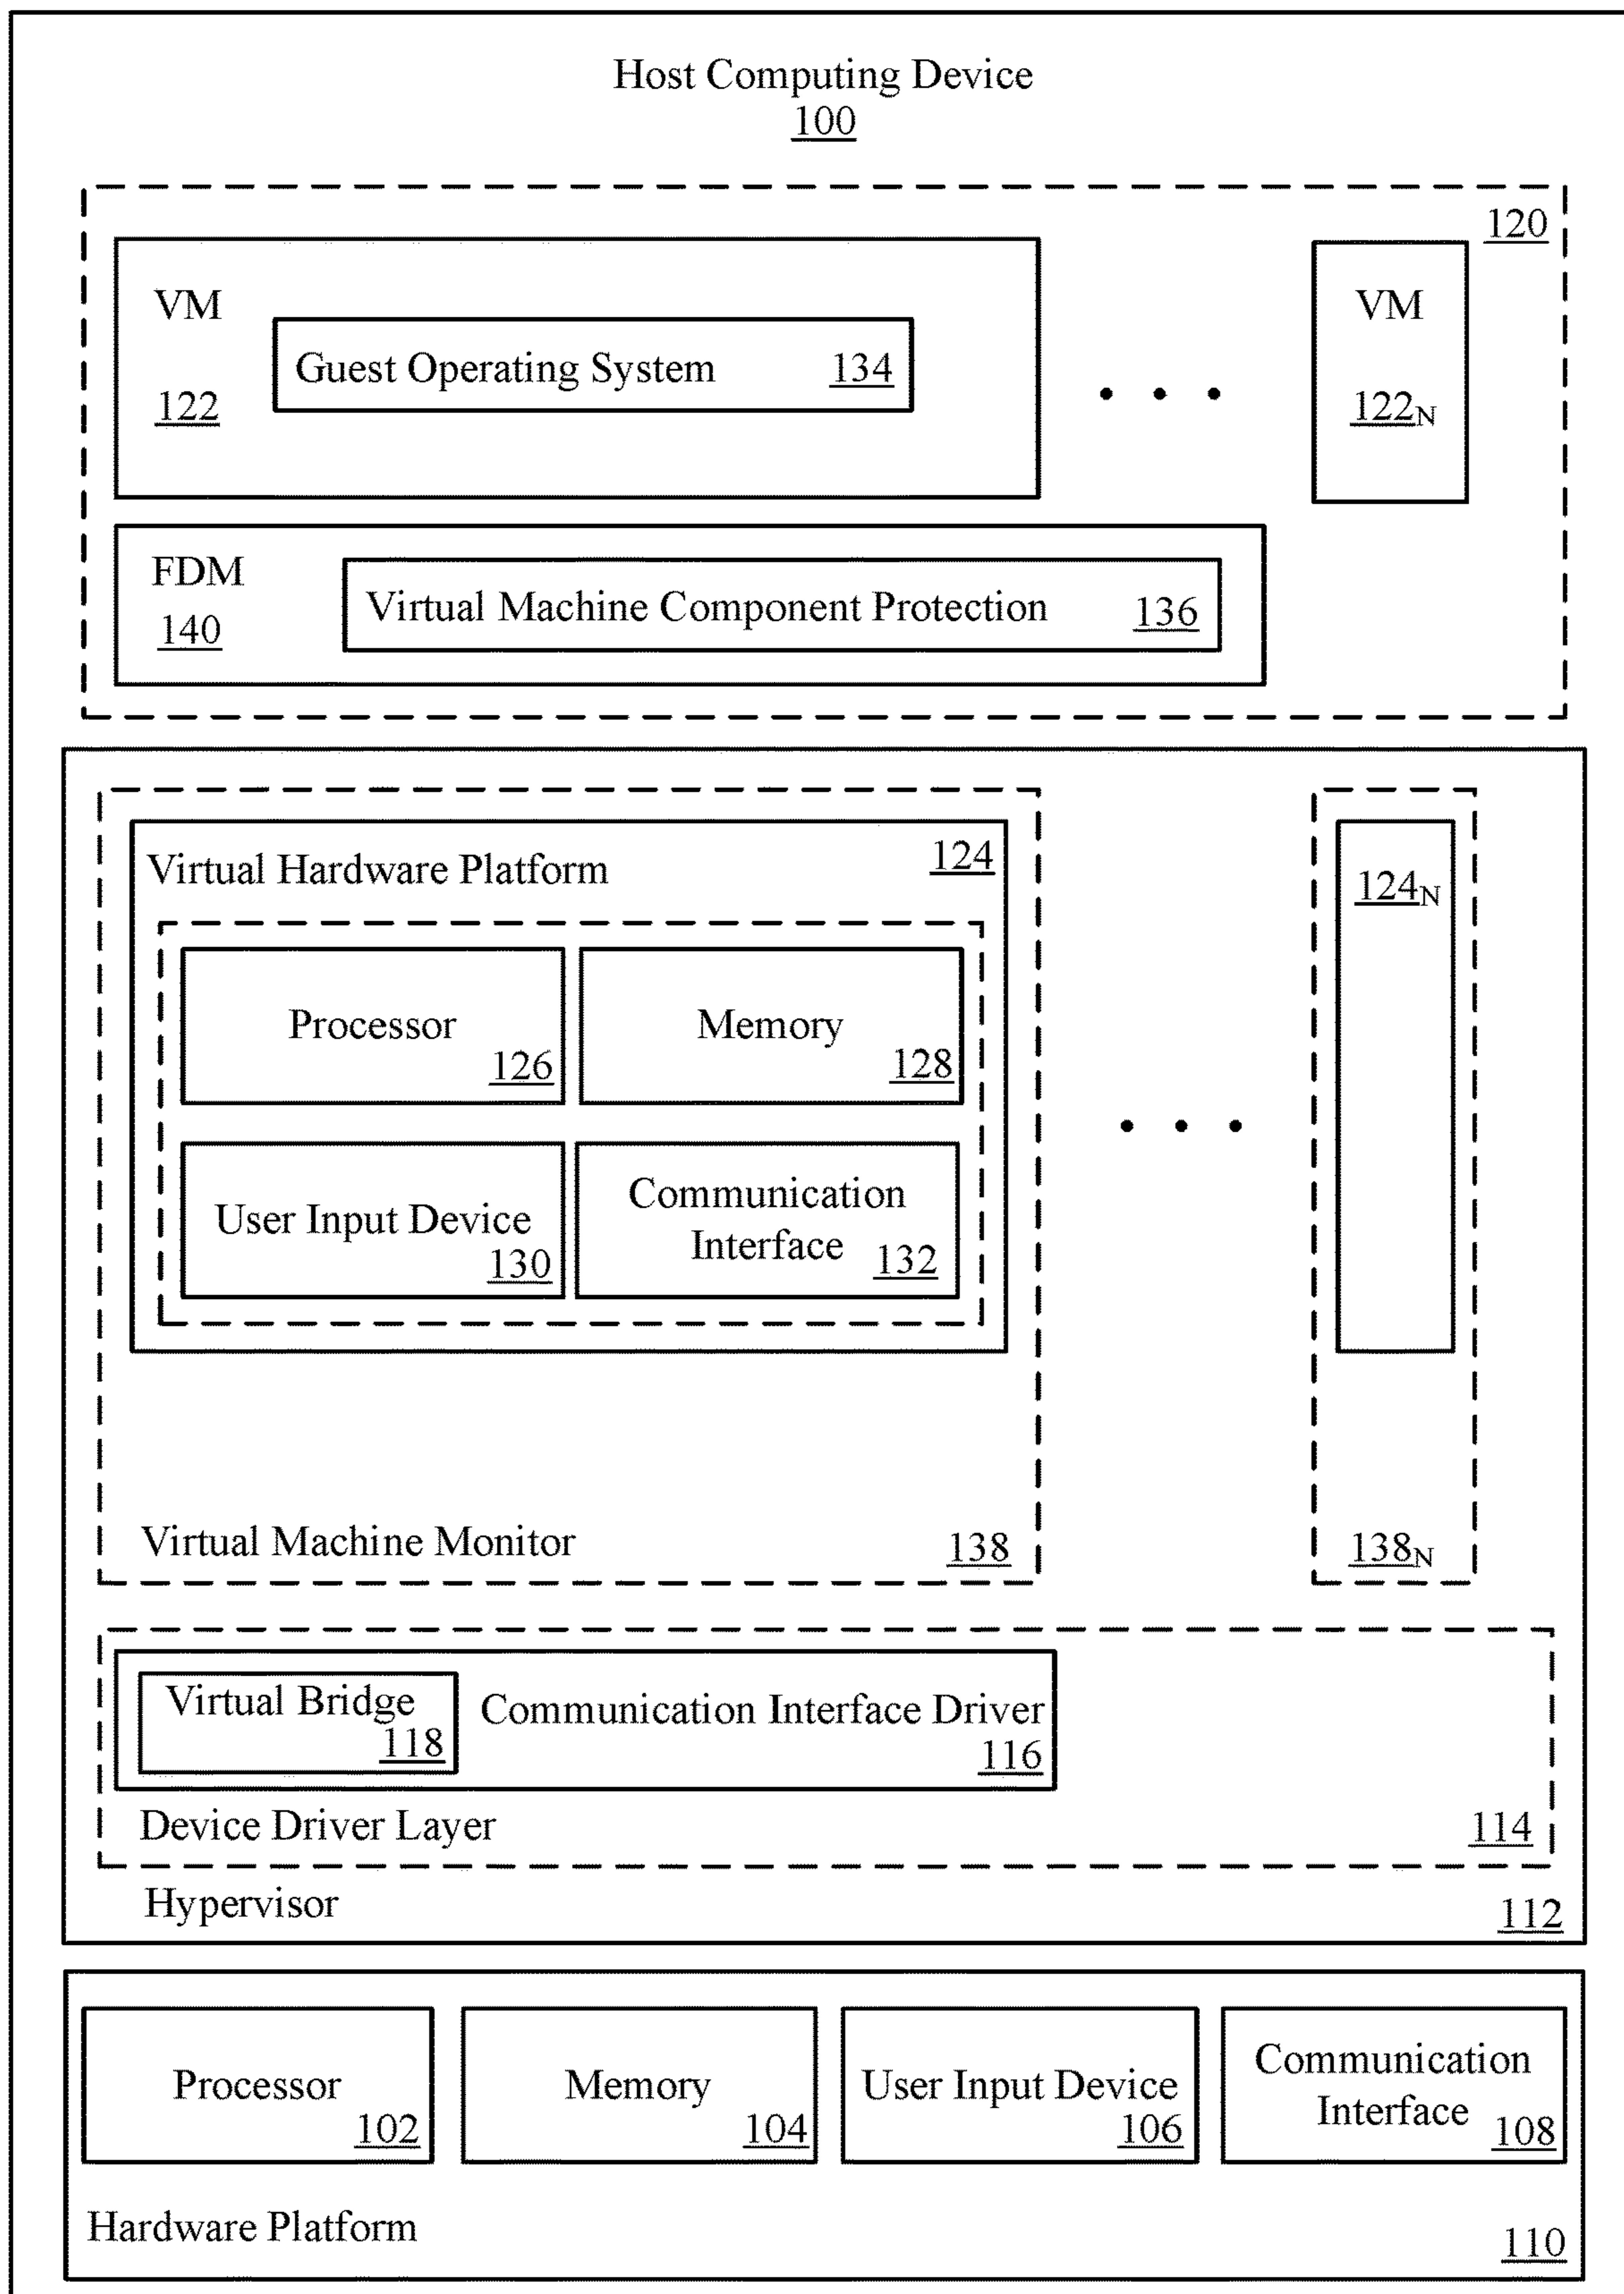 Host Computing Device
100
120
VM
122
Guest Operating System 134
VM
122N
FDM
140
Virtual Machine Component Protection 136
Virtual Hardware Platform 124
Processor
126
Memory
128
User Input Device
130
Communication
Interface 132
124N
Virtual Machine Monitor 138
138N
Virtual Bridge
118
Communication Interface Driver
116
Device Driver Layer 114
Hypervisor 112
Processor
102
Memory
104
User Input Device
106
Communication
Interface 108
Hardware Platform 110